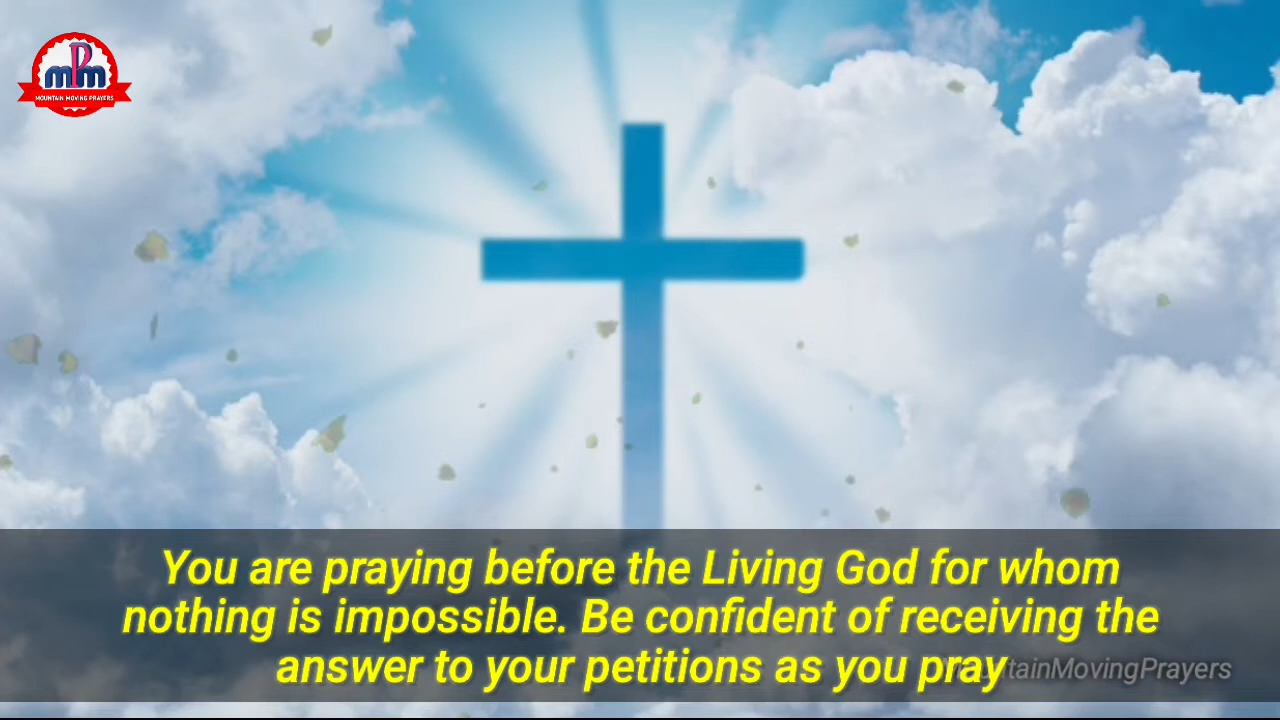 mPm
MOUNTAIN MOVING PRAYERS
You are praying before the Living God for whom
nothing is impossible. Be confident of receiving the
answer to your petitions as you pray
MountainMovingPrayers